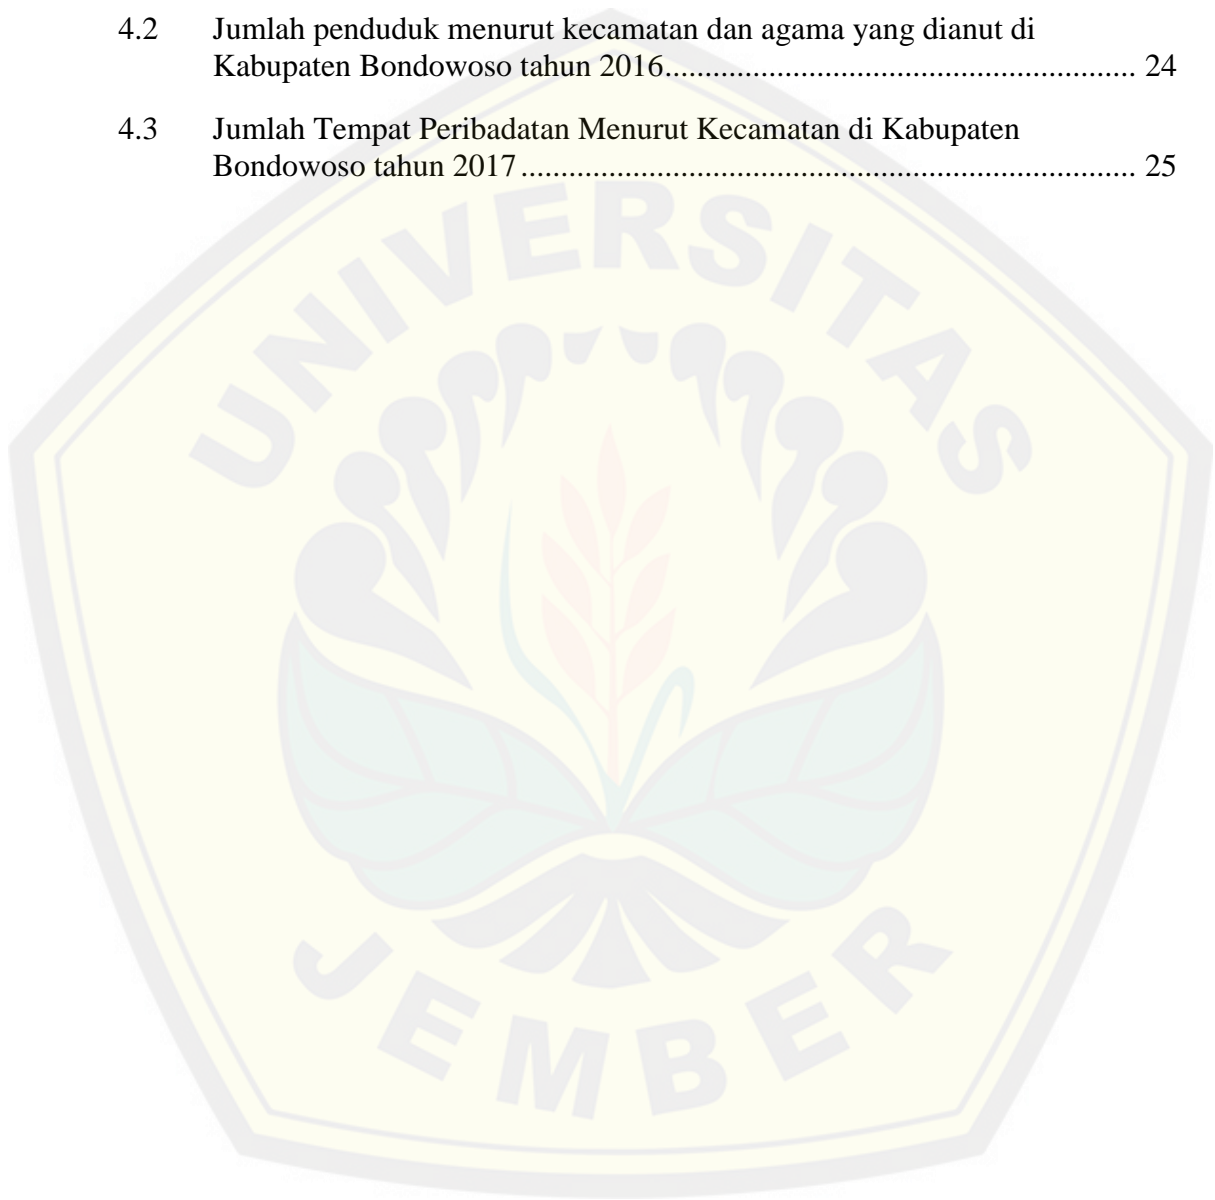 4.2 Jumlah penduduk menurut kecamatan dan agama yang dianut di
Kabupaten Bondowoso tahun 2016........................................................... 24
4.3 Jumlah Tempat Peribadatan Menurut Kecamatan di Kabupaten
Bondowoso tahun 2017 ............................................................................. 25
UNIVERSITAS
JEMBER